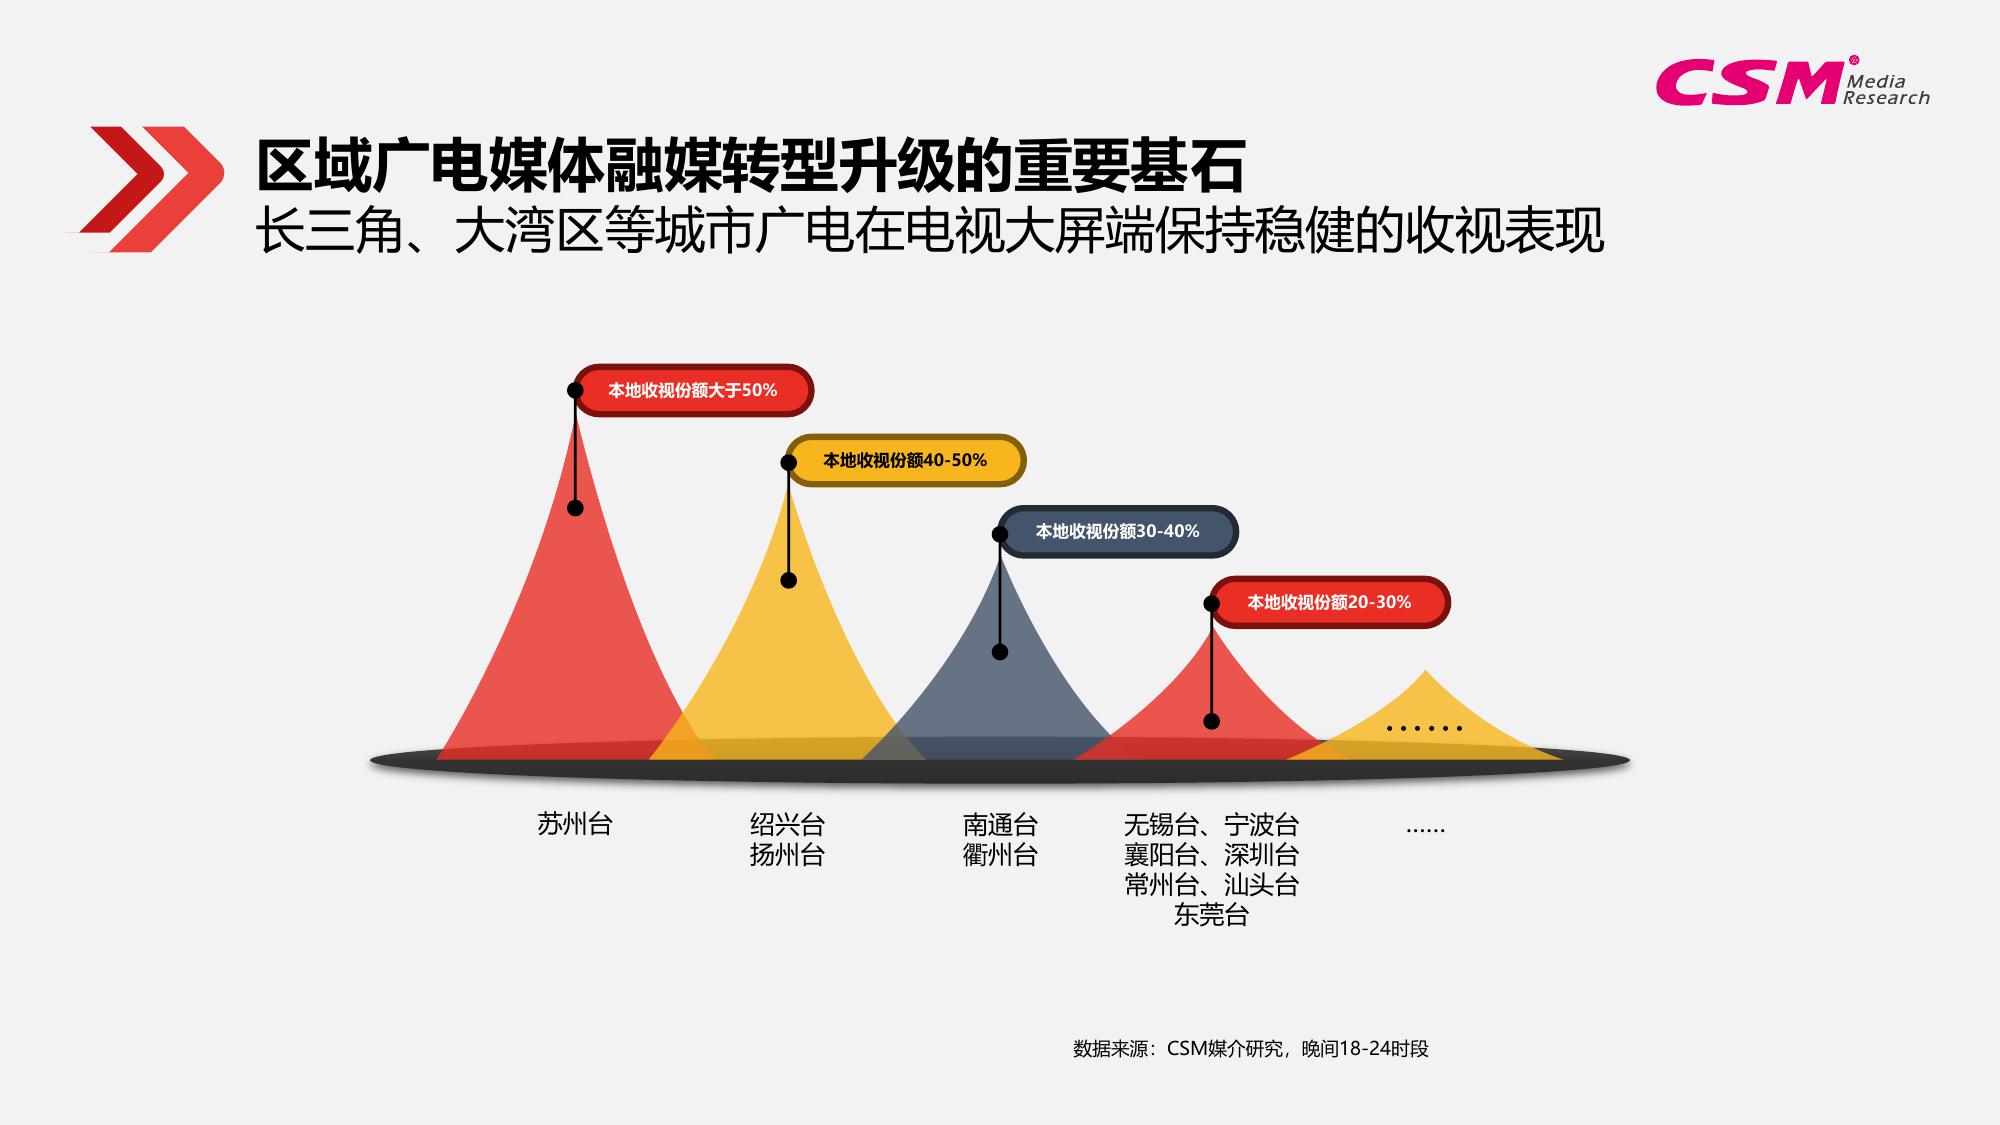 CSM Media
Research
区域广电媒体融媒转型升级的重要基石
长三角、大湾区等城市广电在电视大屏端保持稳健的收视表现
本地收视份额大于50%
本地收视份额40-50%
本地收视份额30-40%
本地收视份额20-30%
······
苏州台
绍兴台
扬州台
南通台
衢州台
无锡台、宁波台
襄阳台、深圳台
常州台、汕头台
东莞台
......
数据来源：CSM媒介研究，晚间18-24时段